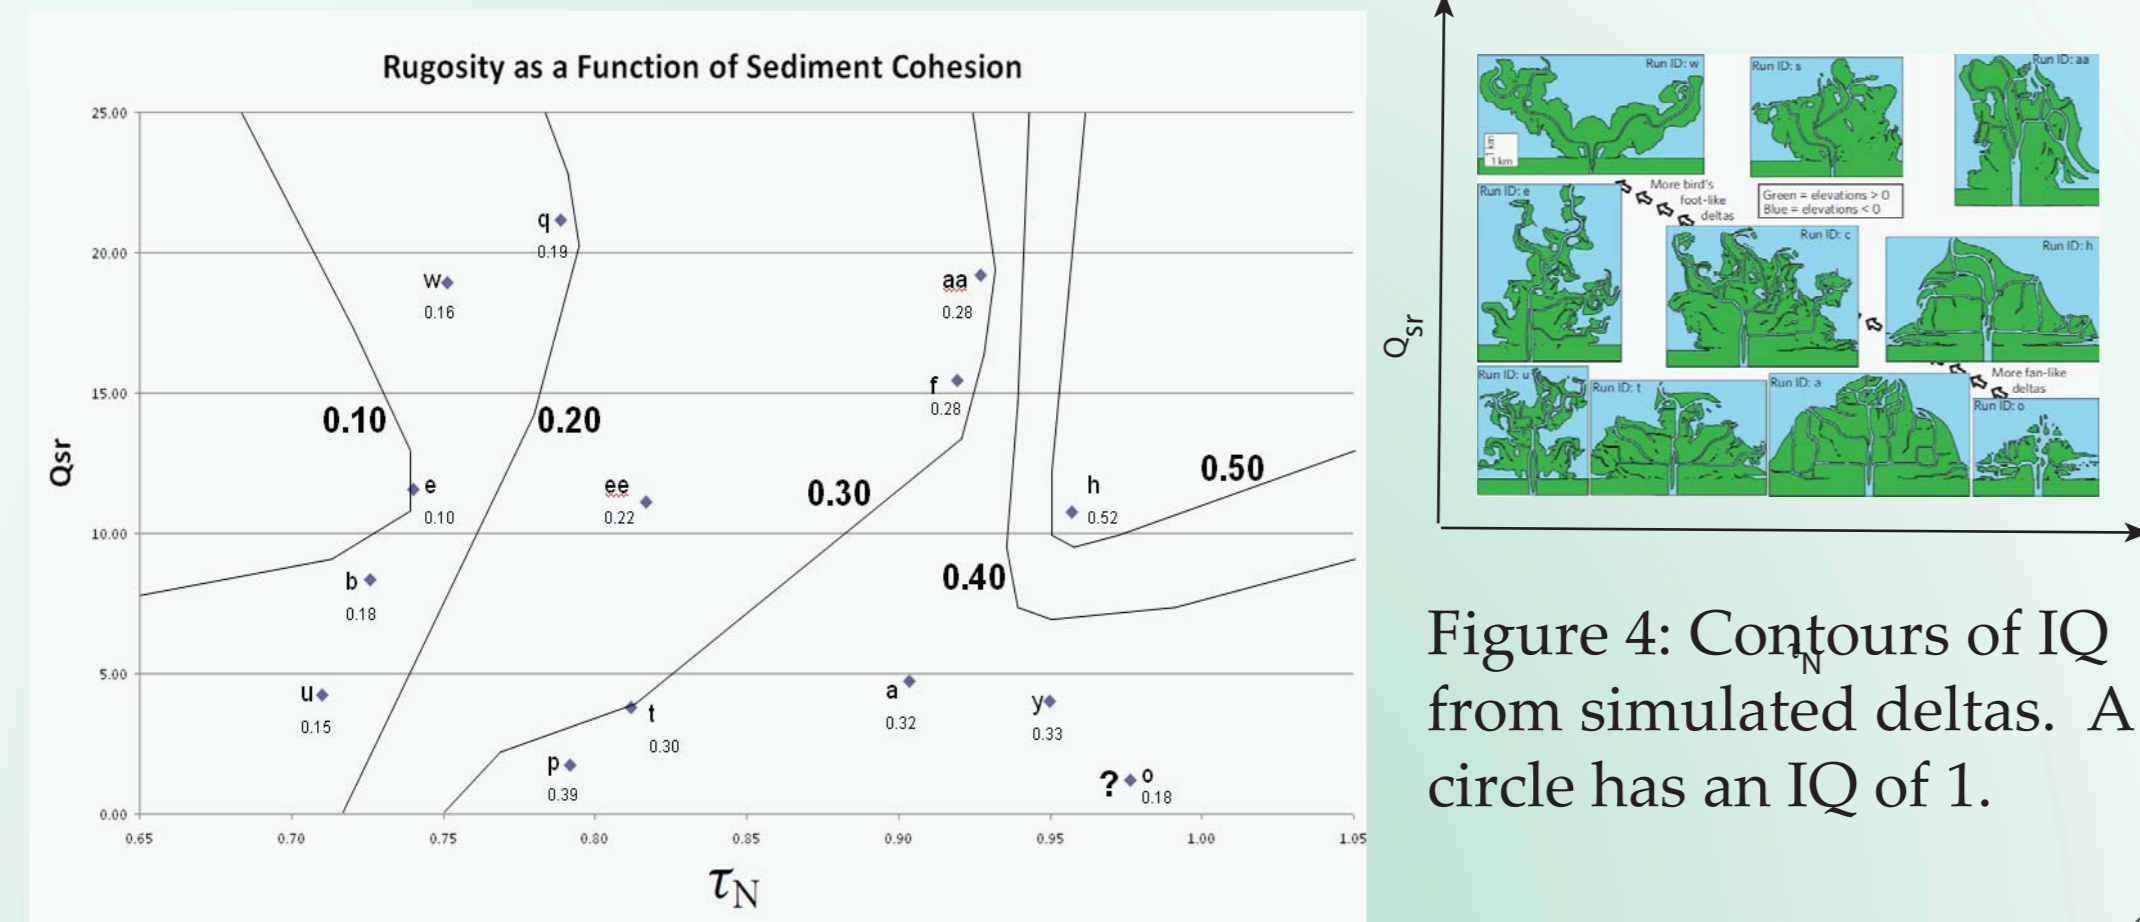 Rugosity as a Function of Sediment Cohesion
25.00
20.00
15.00
10.00
5.00
0.00
Qsr
0.65
0.70
0.75
0.80
0.85
0.90
0.95
1.00
1.05
τN
q
0.19
w
0.16
aa
0.28
f
0.28
0.10
0.20
e
0.10
ee
0.22
0.30
h
0.52
0.50
b
0.18
0.40
u
0.15
t
0.30
a
0.32
y
0.33
p
0.39
? o
0.18
Qsr
Run ID: w
1 km
1 km
Run ID: s
Run ID: aa
More bird's
foot-like
deltas
Green = elevations > 0
Blue = elevations < 0
Run ID: e
Run ID: c
Run ID: h
More fan-like
deltas
Run ID: u
Run ID: t
Run ID: a
Run ID: o
τN
Figure 4: Contours of IQ
from simulated deltas. A
circle has an IQ of 1.